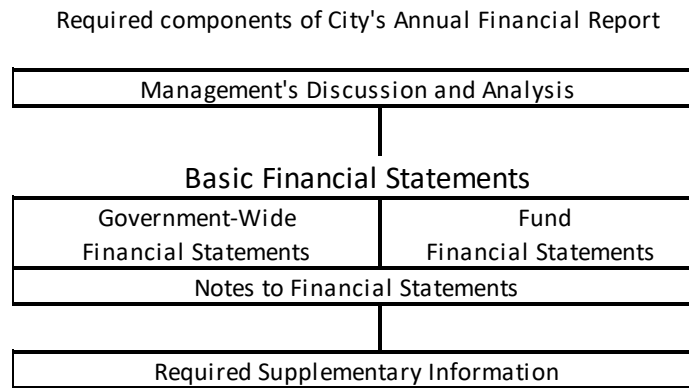 Required components of City's Annual Financial Report
Management's Discussion and Analysis
Basic Financial Statements
Government-Wide
Financial Statements
Fund
Financial Statements
Notes to Financial Statements
Required Supplementary Information